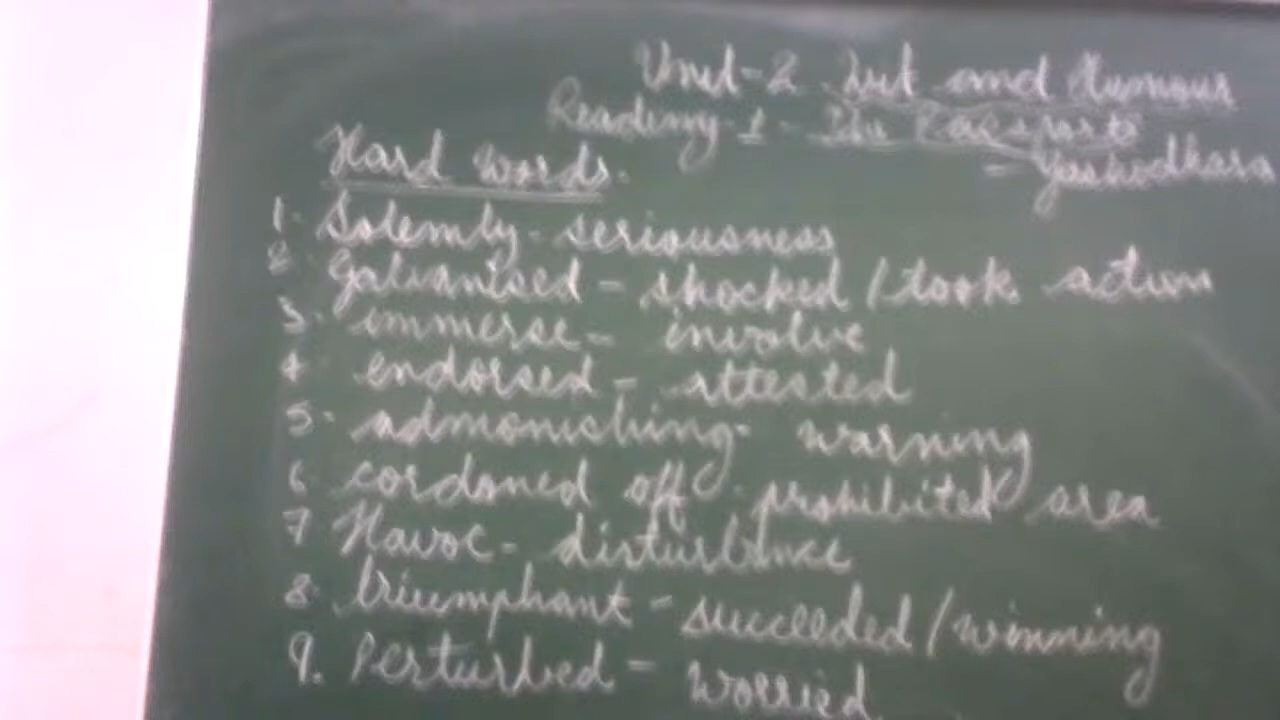 Unit-2 Wit and Humour
Reading-1- The Race
- Yashodhara
Hard Words.
1. Solemly - seriousness
2. Galvanised - shocked / took action
3. immerse - involve
4 endorsed - attested
5. admonishing - warning
6 cordoned off - prohibited area
7 Havoc - disturbance
8. triumphant - succeeded / winning
9. Perturbed - worried